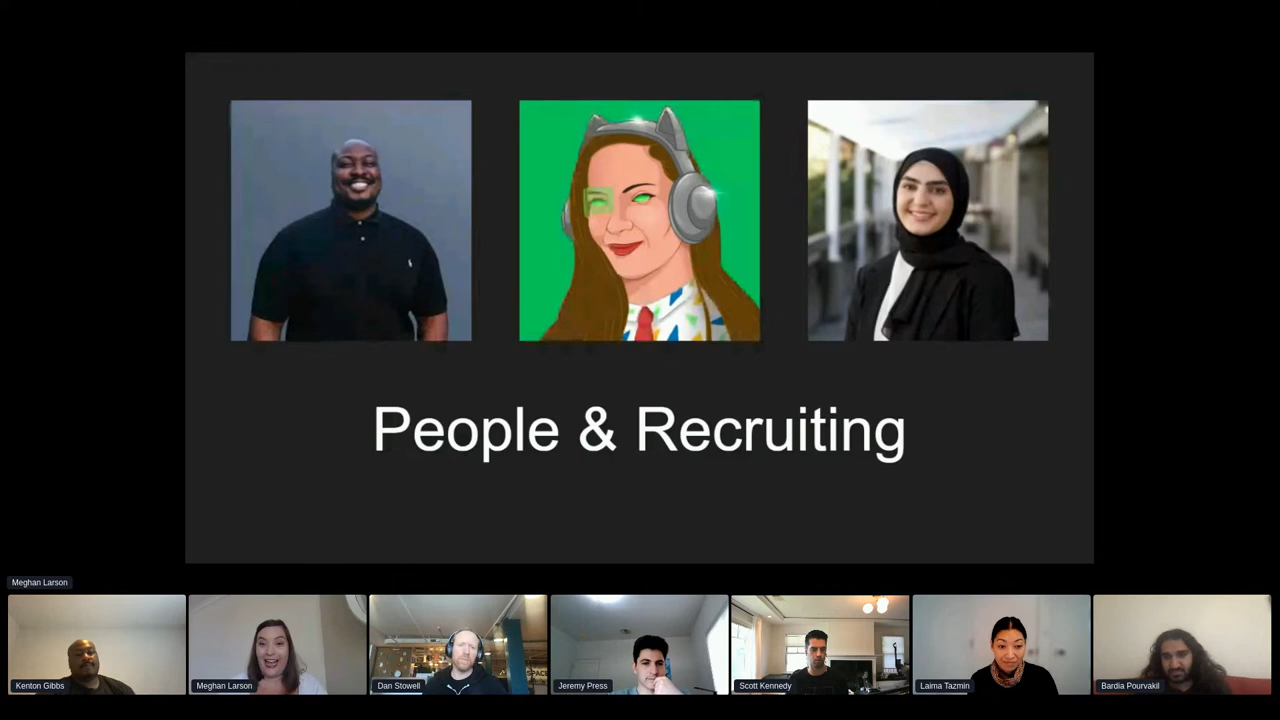 People & Recruiting
Meghan Larson
Kenton Gibbs
Meghan Larson
Dan Stowell
Jeremy Press
Scott Kennedy
Laima Tazmin
Bardia Pourvakil